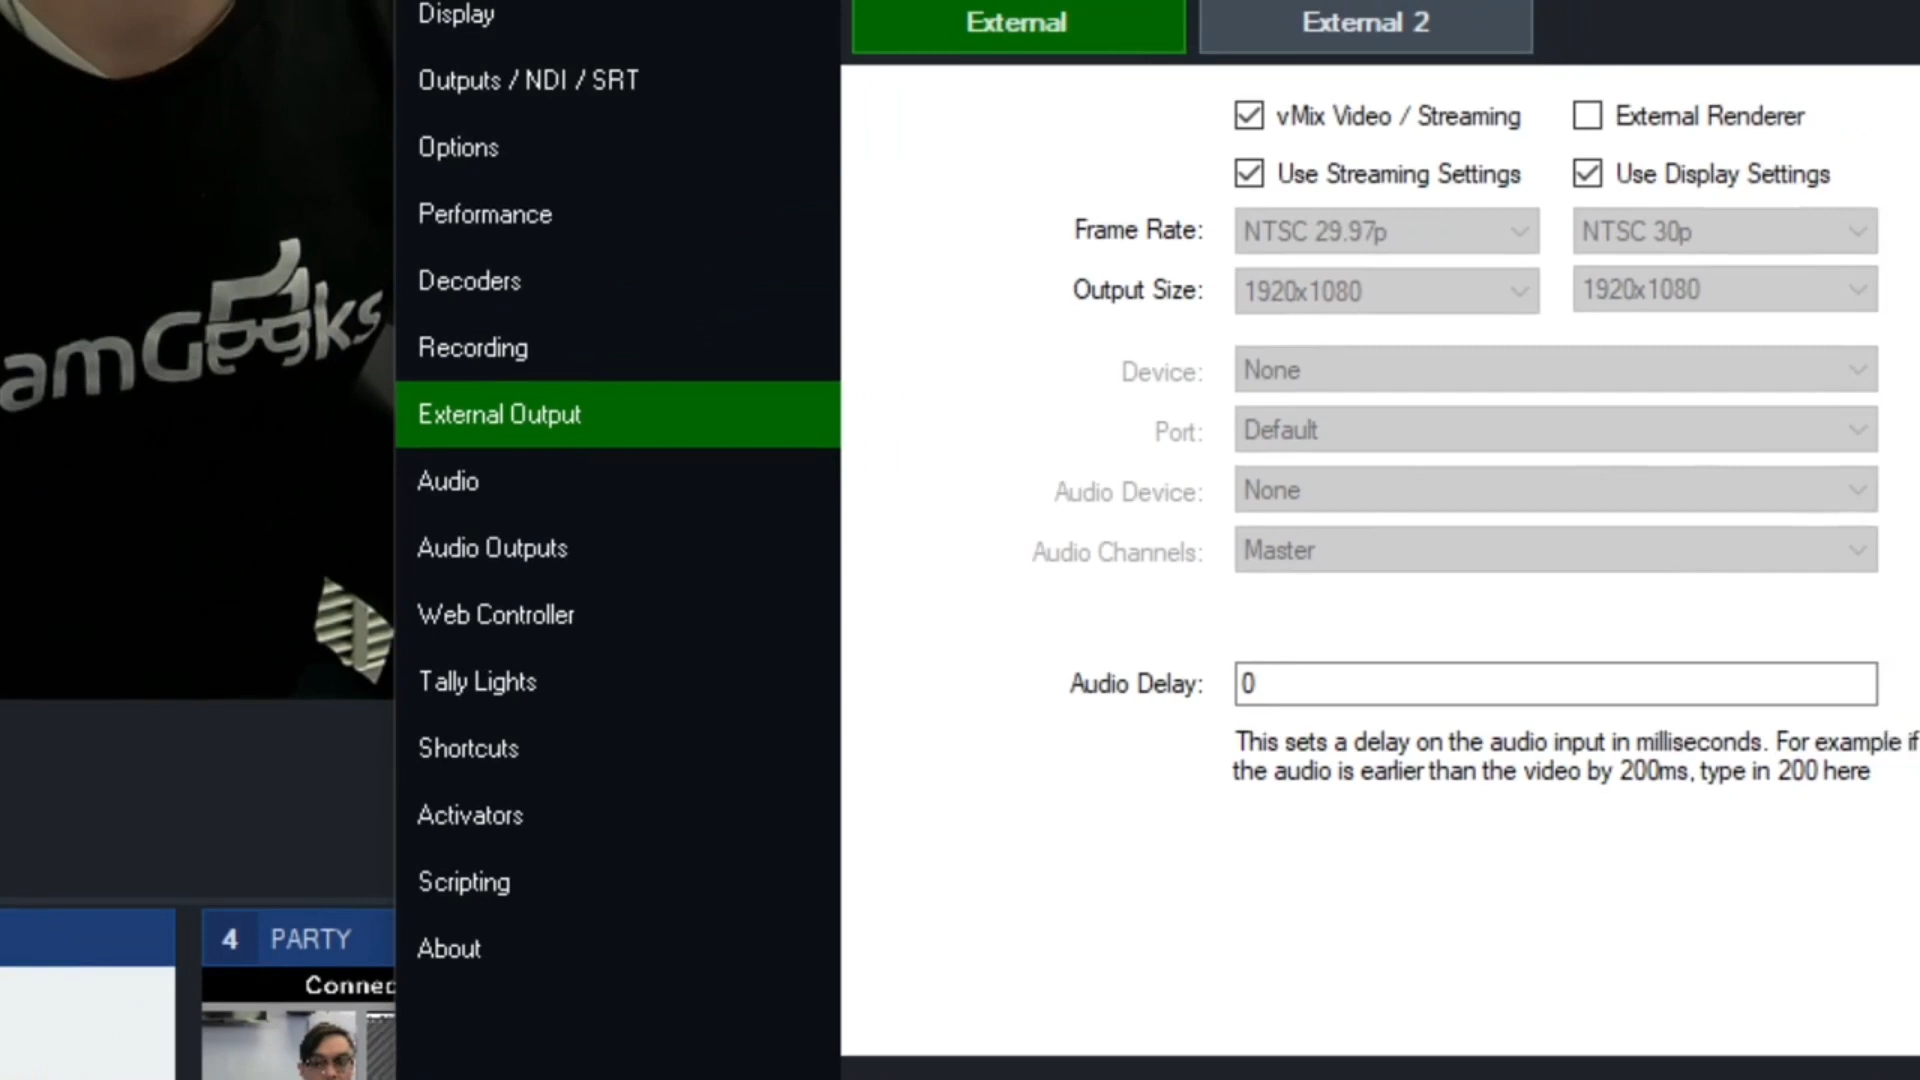 Display
Outputs / NDI / SRT
Options
Performance
Decoders
Recording
External Output
Audio
Audio Outputs
Web Controller
Tally Lights
Shortcuts
Activators
Scripting
About
External
External 2
vMix Video / Streaming
External Renderer
Use Streaming Settings
Use Display Settings
Frame Rate:
NTSC 29.97p
NTSC 30p
Output Size:
1920x1080
1920x1080
Device:
None
Port:
Default
Audio Device:
None
Audio Channels:
Master
Audio Delay:
0
This sets a delay on the audio input in milliseconds. For example if
the audio is earlier than the video by 200ms, type in 200 here
amGeeks
4 PARTY
Connec